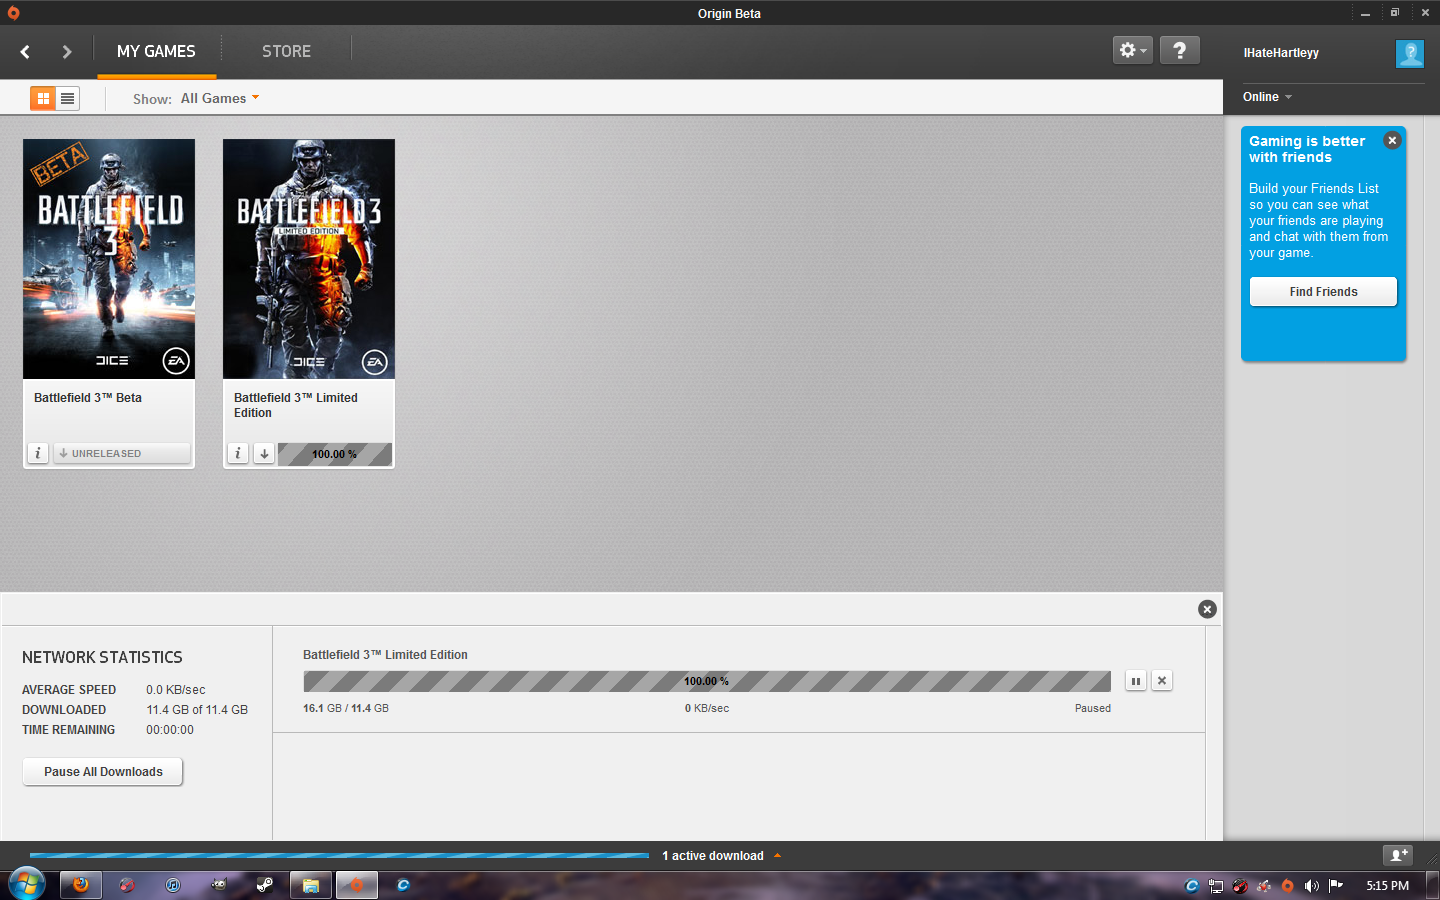 Origin Beta
MY GAMES
STORE
?
IHateHartleyy
?
Show: All Games
Online
BETA
BATTLEFIELD
3
DICE
EA
BATTLEFIELD 3
LIMITED EDITION
DICE
EA
Battlefield 3™ Beta
i
UNRELEASED
Battlefield 3™ Limited
Edition
i
100.00 %
Gaming is better
with friends
Build your Friends List
so you can see what
your friends are playing
and chat with them from
your game.
Find Friends
NETWORK STATISTICS
AVERAGE SPEED 0.0 KB/sec
DOWNLOADED 11.4 GB of 11.4 GB
TIME REMAINING 00:00:00
Pause All Downloads
Battlefield 3™ Limited Edition
100.00 %
16.1 GB / 11.4 GB 0 KB/sec Paused
1 active download
5:15 PM